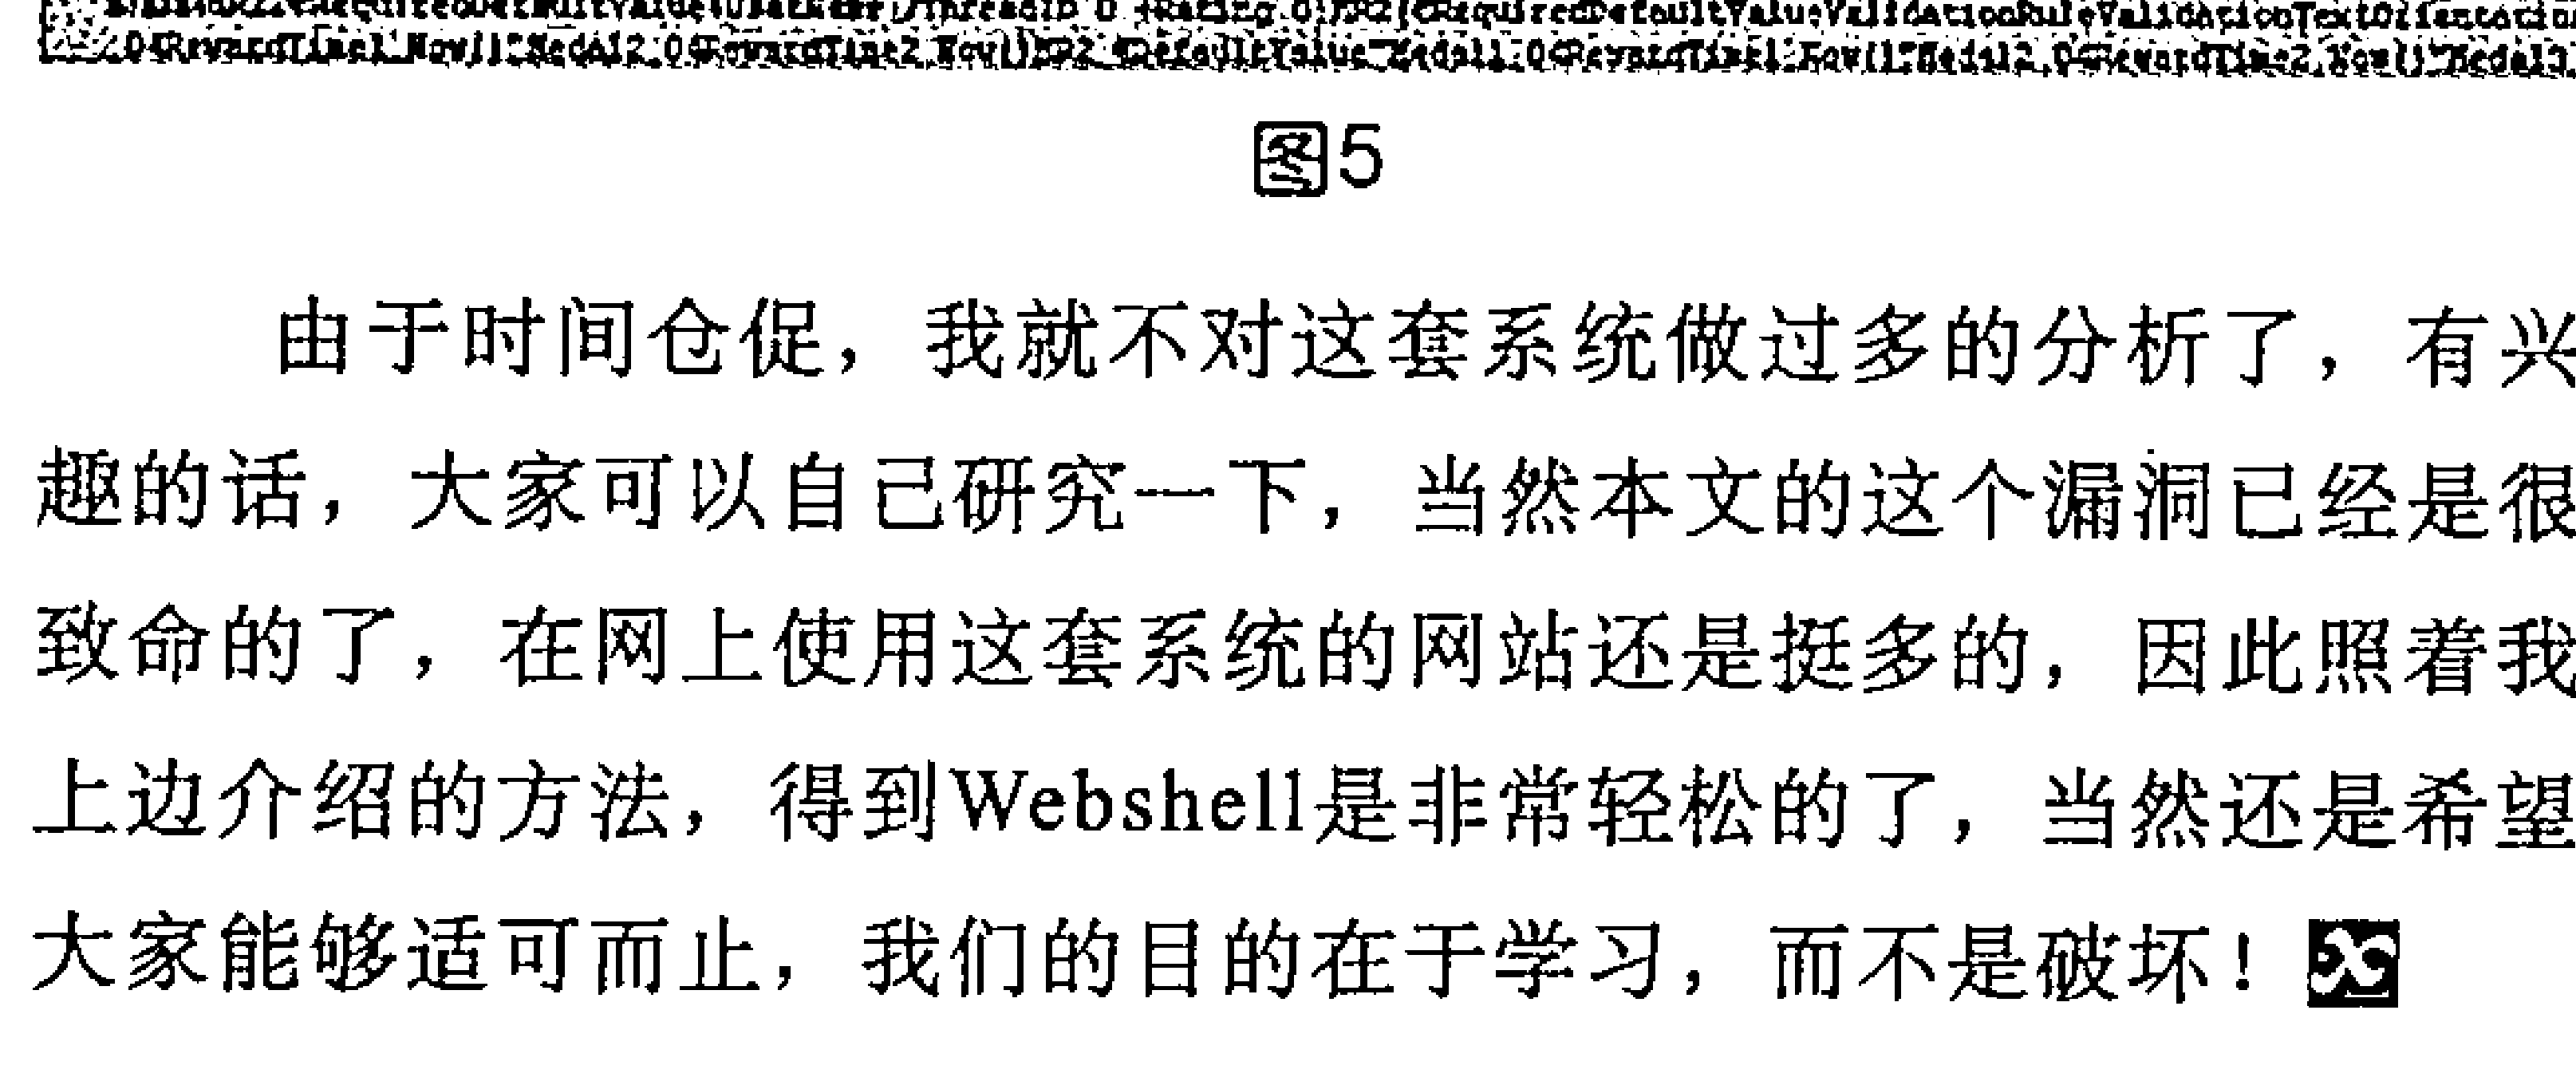 图5
由于时间仓促，我就不对这套系统做过多的分析了，有兴
趣的话，大家可以自己研究一下，当然本文的这个漏洞已经是很
致命的了，在网上使用这套系统的网站还是挺多的，因此照着我
上边介绍的方法，得到Webshell是非常轻松的了，当然还是希望
大家能够适可而止，我们的目的在于学习，而不是破坏！